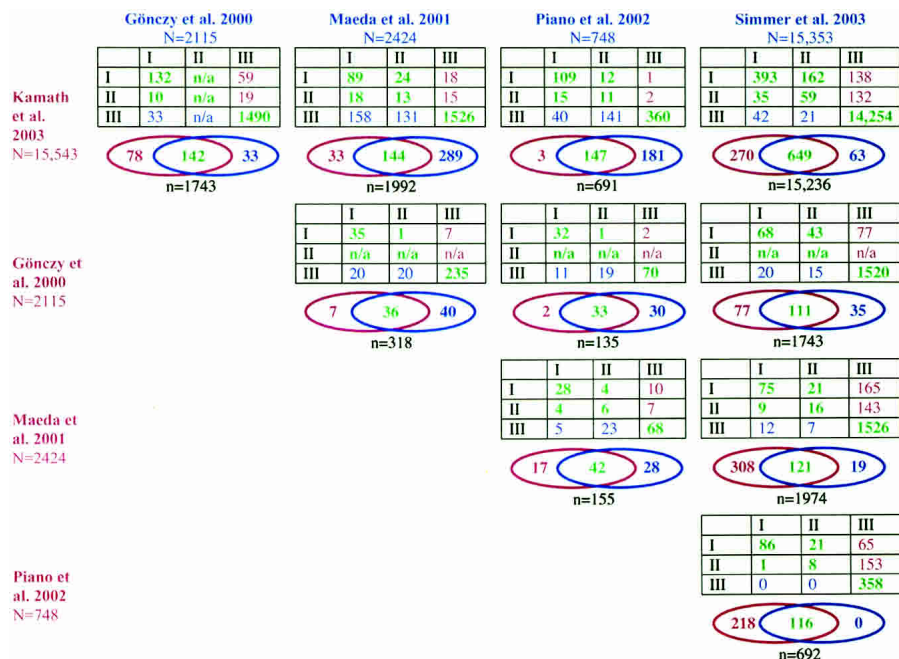 Gönczy et al. 2000 Maeda et al. 2001 Piano et al. 2002 Simmer et al. 2003
N=2115 N=2424 N=748 N=15,353
Kamath
et al.
2003
N=15,543
I II III
I 132 n/a 59
II 10 n/a 19
III 33 n/a 1490
78 142 33
n=1743
I II III
I 89 24 18
II 18 13 15
III 158 131 1526
33 144 289
n=1992
I II III
I 109 12 1
II 15 11 2
III 40 141 360
3 147 181
n=691
I II III
I 393 162 138
II 35 59 132
III 42 21 14,254
270 649 63
n=15,236
Gönczy et
al. 2000
N=2115
I II III
I 35 1 7
II n/a n/a n/a
III 20 20 235
7 36 40
n=318
I II III
I 32 1 2
II n/a n/a n/a
III 11 19 70
2 33 30
n=135
I II III
I 68 43 77
II n/a n/a n/a
III 20 15 1520
77 111 35
n=1743
Maeda et
al. 2001
N=2424
I II III
I 28 4 10
II 4 6 7
III 5 23 68
17 42 28
n=155
I II III
I 75 21 165
II 9 16 143
III 12 7 1526
308 121 19
n=1974
Piano et
al. 2002
N=748
I II III
I 86 21 65
II 1 8 153
III 0 0 358
218 116 0
n=692